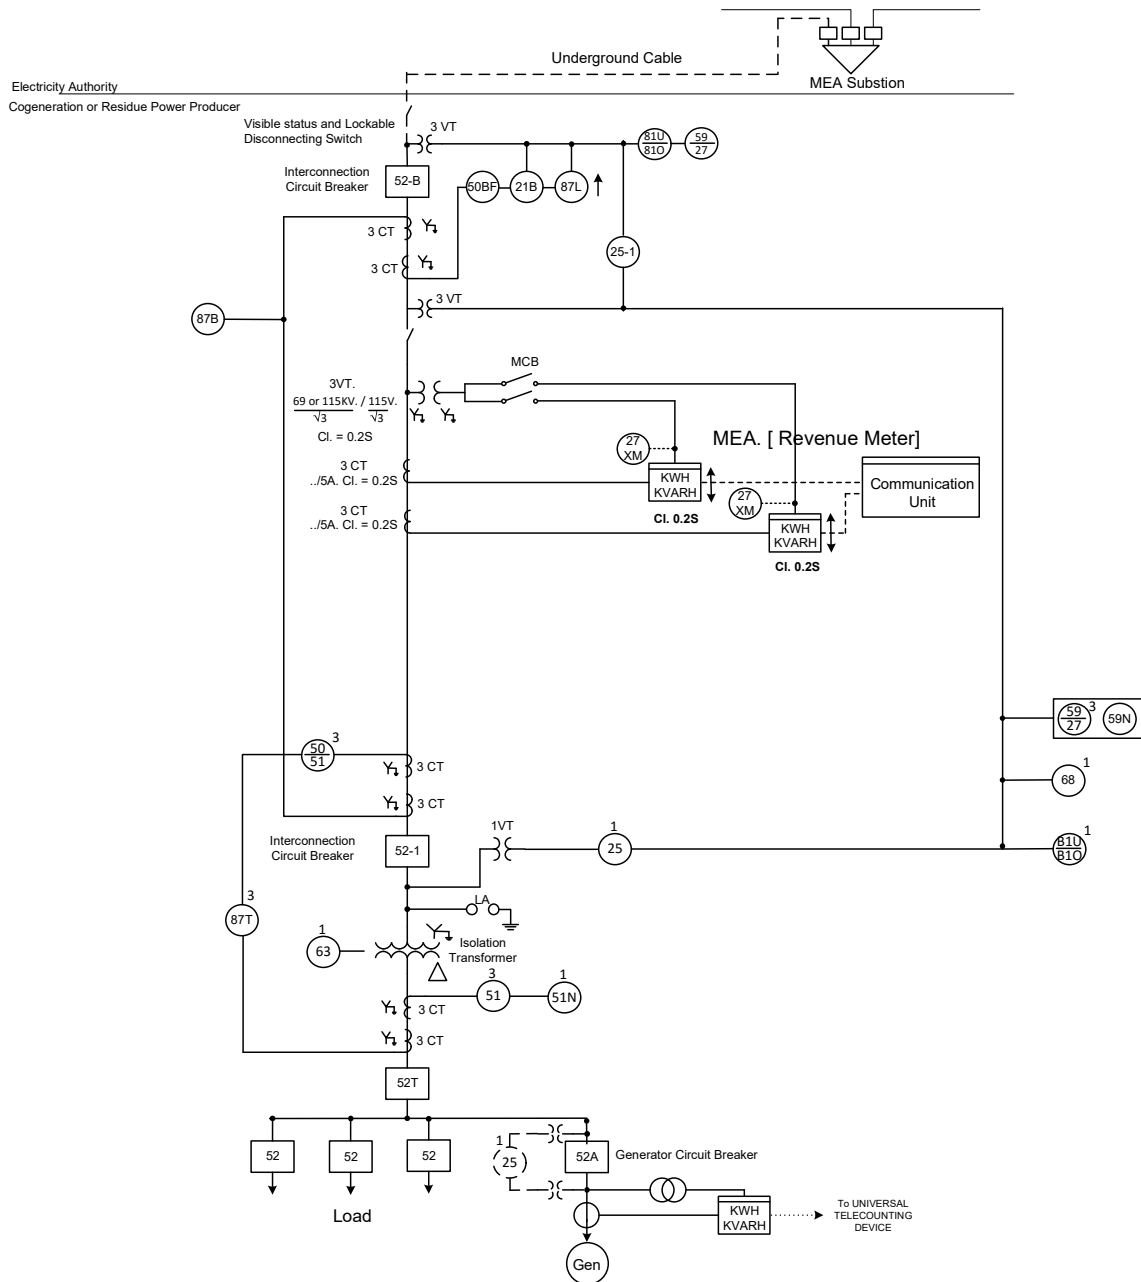 Underground Cable
MEA Substion
Electricity Authority
Cogeneration or Residue Power Producer
Visible status and Lockable
Disconnecting Switch
3 VT
81U
81O
59
27
Interconnection
Circuit Breaker
52-B
50BF
21B
87L
3 CT
25-1
3 CT
3 VT
87B
MCB
3VT.
69 or 115KV. / 115V.
√3 √3
Cl. = 0.2S
27
XM
MEA. [ Revenue Meter]
3 CT
../5A. Cl. = 0.2S
KWH
KVARH
Cl. 0.2S
27
XM
Communication
Unit
3 CT
../5A. Cl. = 0.2S
KWH
KVARH
Cl. 0.2S
59
27
3
59N
50
51
3
3 CT
68
1
3 CT
Interconnection
Circuit Breaker
52-1
1VT
1
25
B1U
B1O
1
3
87T
LA
1
63
Isolation
Transformer
3
51
1
51N
3 CT
3 CT
52T
52
52
52
1
25
52A
Generator Circuit Breaker
Load
KWH
KVARH
To UNIVERSAL
TELECOUNTING
DEVICE
Gen